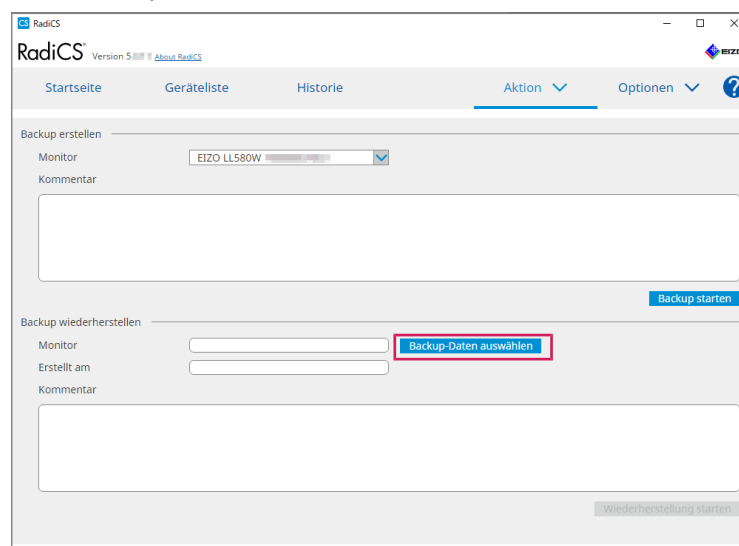 CS RadiCS
RadiCS® Version 5. About RadiCS
EIZO
Startseite Geräteliste Historie Aktion Optionen ?
Backup erstellen
Monitor EIZO LL580W
Kommentar
Backup starten
Backup wiederherstellen
Monitor Backup-Daten auswählen
Erstellt am
Kommentar
Wiederherstellung starten